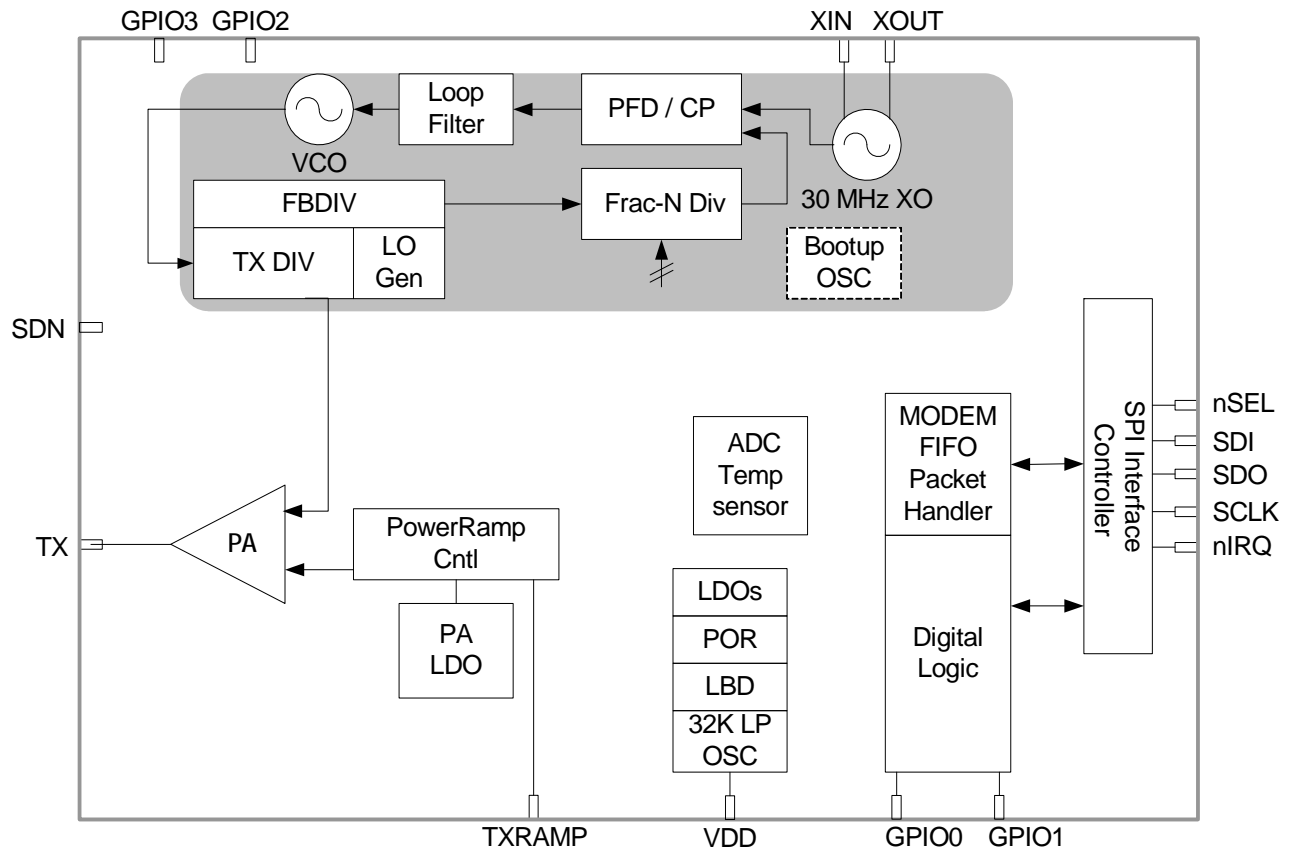 GPIO3 GPIO2 XIN XOUT
Loop
Filter
PFD / CP
VCO
30 MHz XO
FBDIV
Frac-N Div
TX DIV
LO
Gen
Bootup
OSC
SDN
SPI Interface
Controller
nSEL
SDI
SDO
SCLK
nIRQ
MODEM
FIFO
Packet
Handler
ADC
Temp
sensor
TX
PA
PowerRamp
Cntl
PA
LDO
LDOs
POR
LBD
32K LP
OSC
Digital
Logic
TXRAMP VDD GPIO0 GPIO1